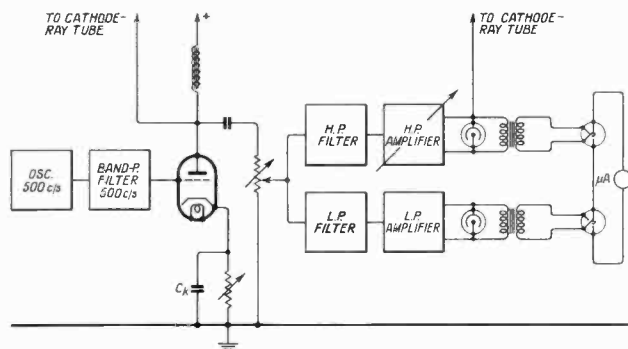 TO CATHODE-
RAY TUBE
+
TO CATHODE-
RAY TUBE
OSC.
500 c/s
BAND-P.
FILTER
500 c/s
H.P.
FILTER
H.P.
AMPLIFIER
L.P.
FILTER
L.P.
AMPLIFIER
μA
Ck